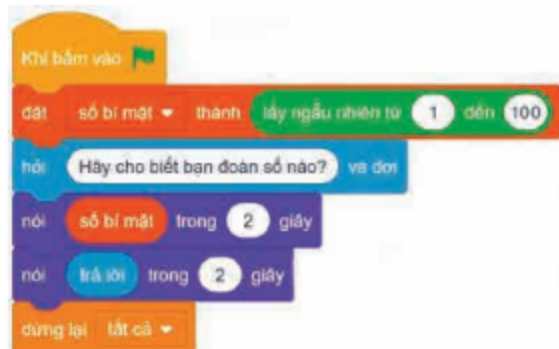 Khi bấm vào
đặt số bí mật thành lấy ngẫu nhiên từ 1 đến 100
hỏi Hãy cho biết bạn đoán số nào? và đợi
nói số bí mật trong 2 giây
nói trả lời trong 2 giây
dừng lại tất cả